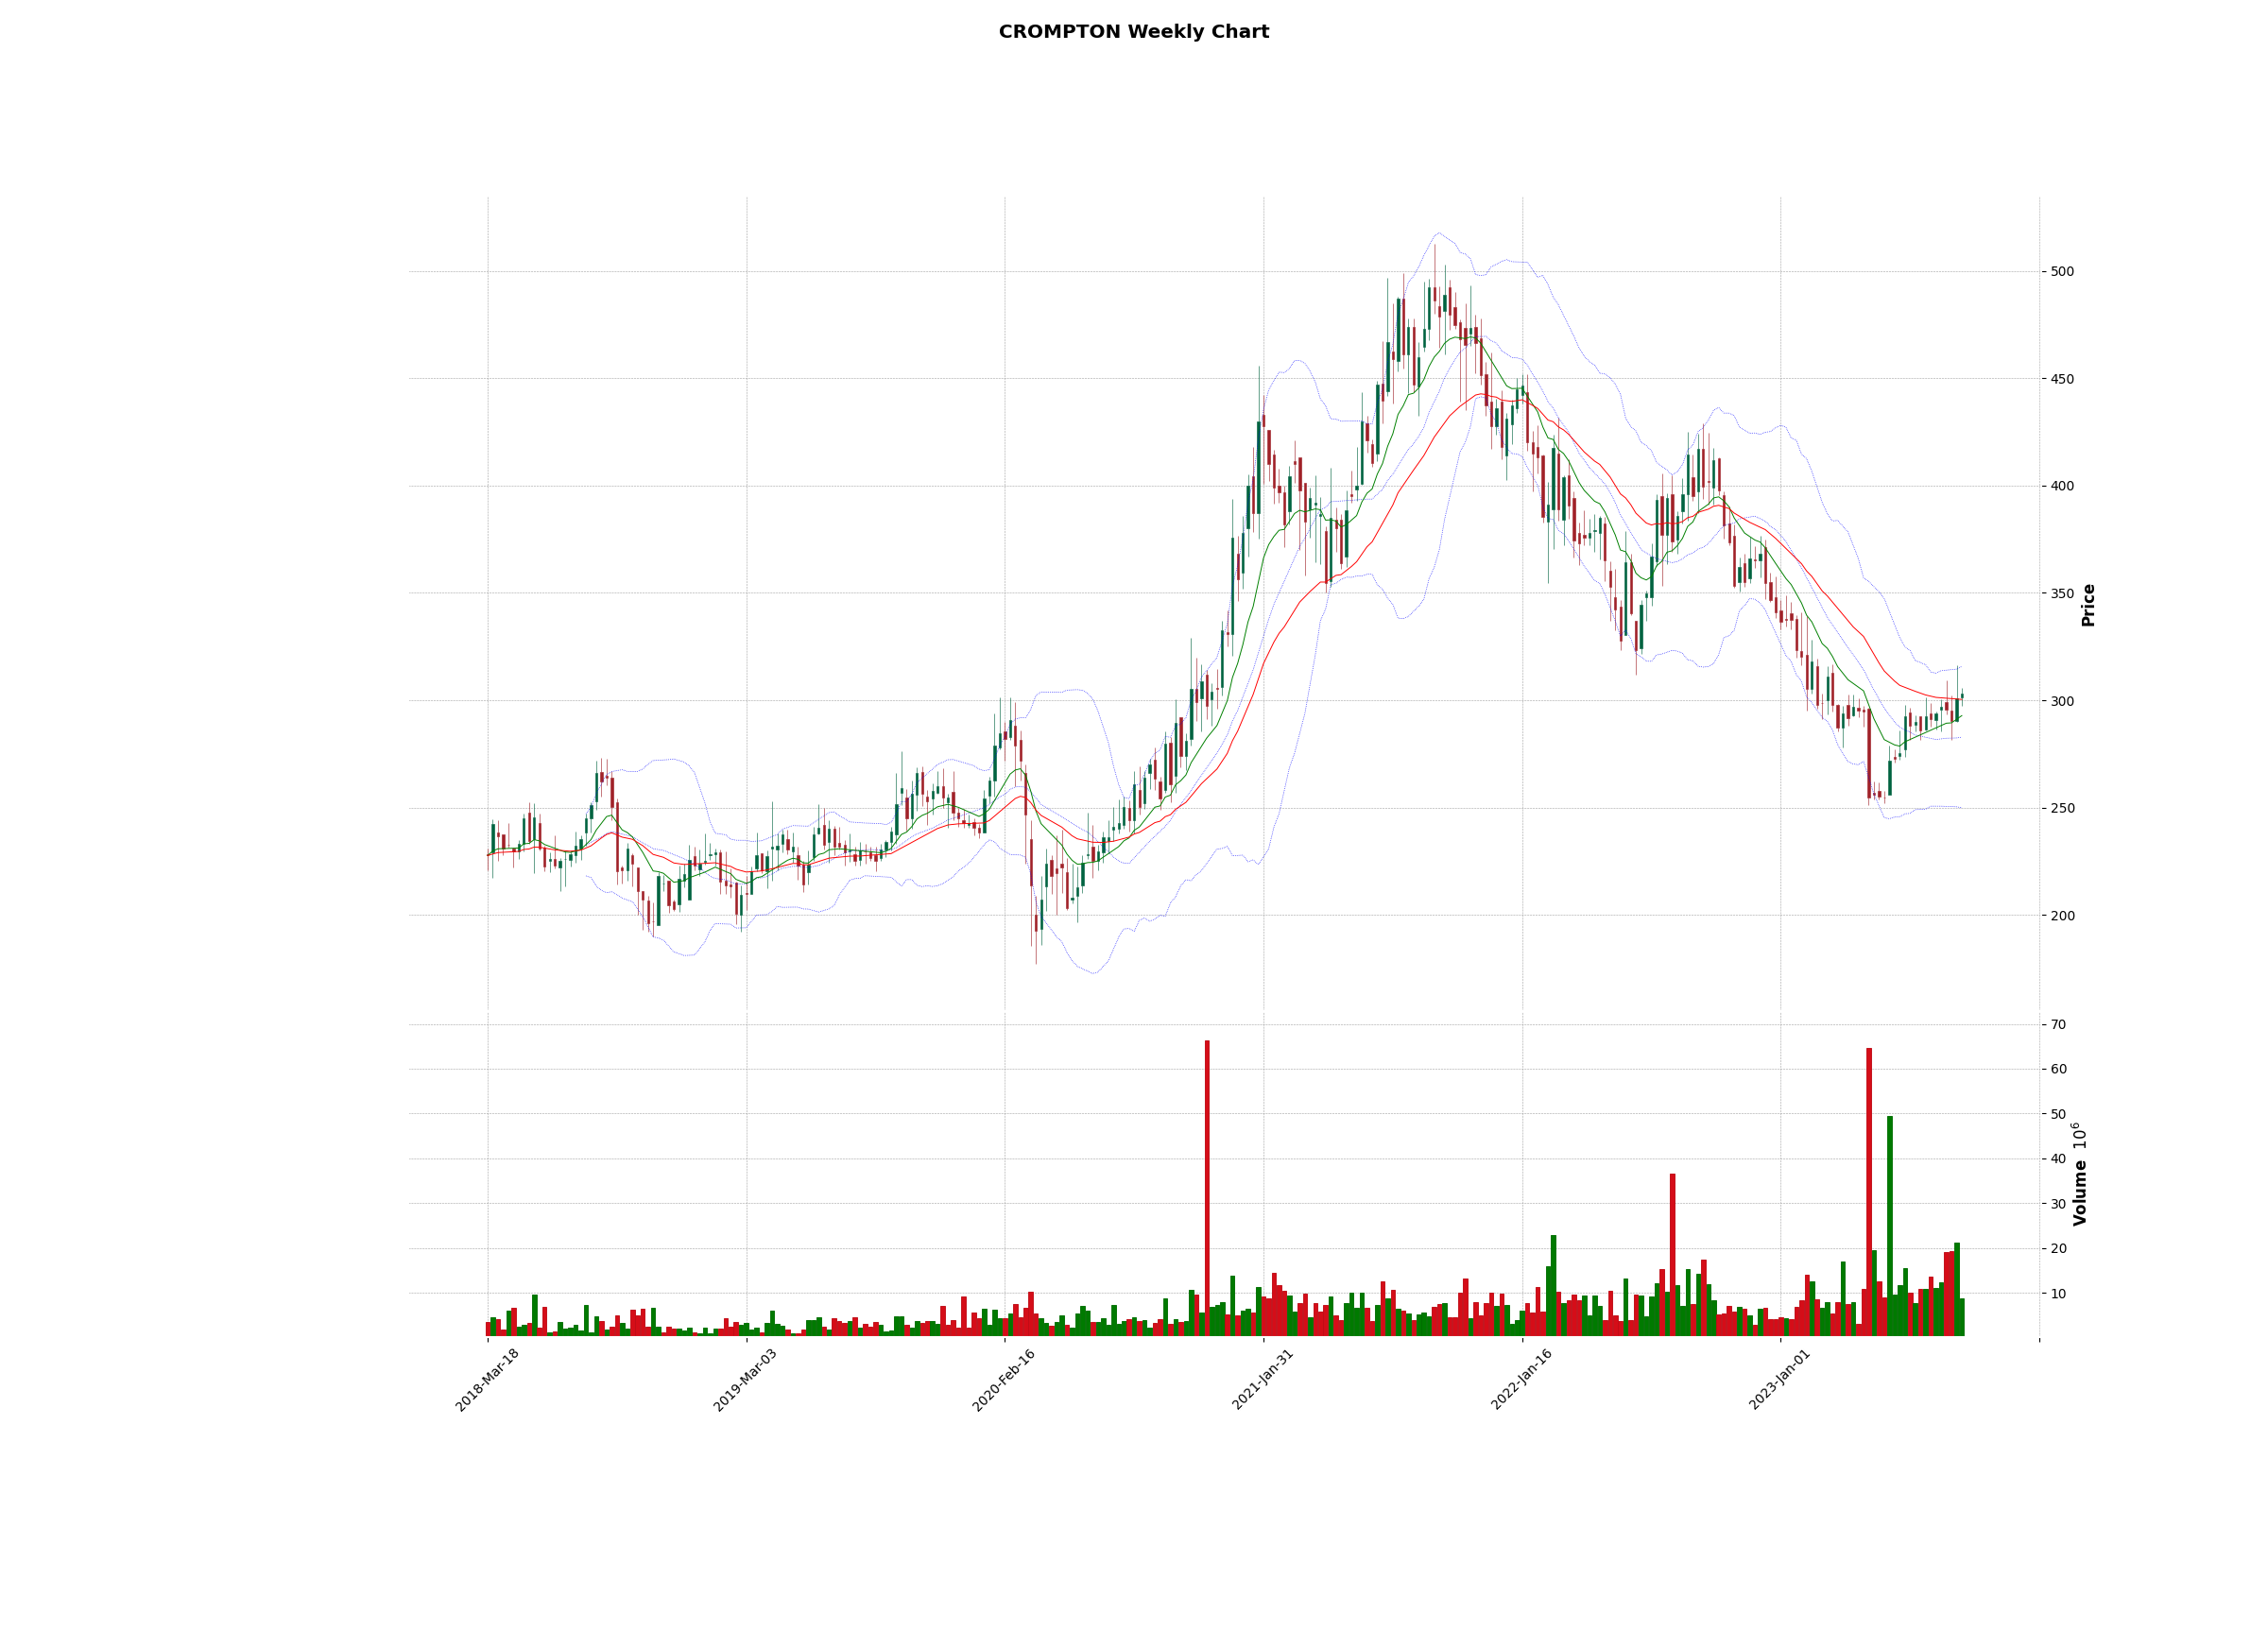 CROMPTON Weekly Chart
500
450
400
350
300
250
200
Price
70
60
50
40
30
20
10
Volume 10^6
2018-Mar-18
2019-Mar-03
2020-Feb-16
2021-Jan-31
2022-Jan-16
2023-Jan-01